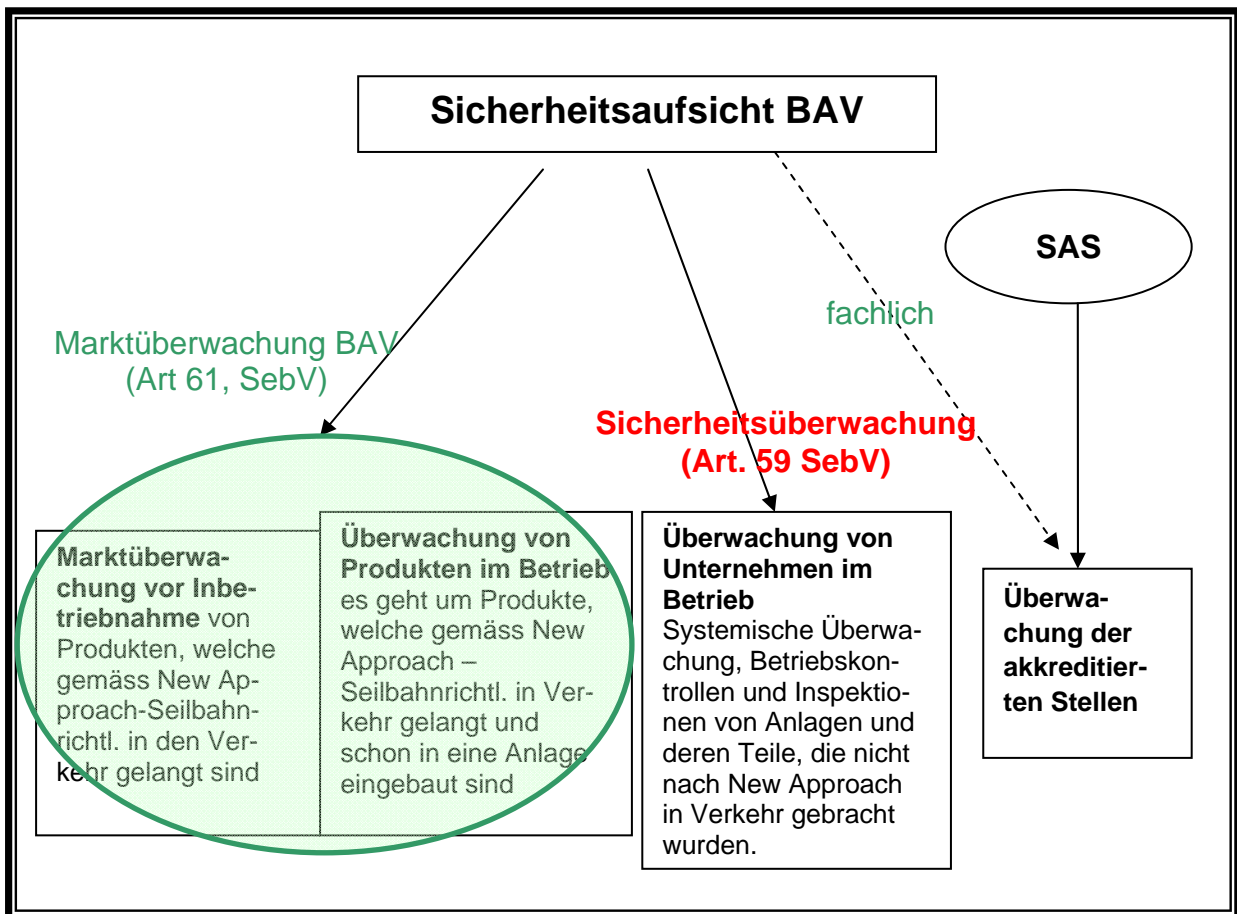 Sicherheitsaufsicht BAV
SAS
fachlich
Marktüberwachung BAV
(Art 61, SebV)
Sicherheitsüberwachung
(Art. 59 SebV)
Marktüberwa-
chung vor Inbe-
triebnahme von
Produkten, welche
gemäss New Ap-
proach-Seilbahn-
richtl. in den Ver-
kehr gelangt sind
Überwachung von
Produkten im Betrieb
es geht um Produkte,
welche gemäss New
Approach –
Seilbahnrichtl. in Ver-
kehr gelangt und
schon in eine Anlage
eingebaut sind
Überwachung von
Unternehmen im
Betrieb
Systemische Überwa-
chung, Betriebskon-
trollen und Inspektio-
nen von Anlagen und
deren Teile, die nicht
nach New Approach
in Verkehr gebracht
wurden.
Überwa-
chung der
akkreditier-
ten Stellen